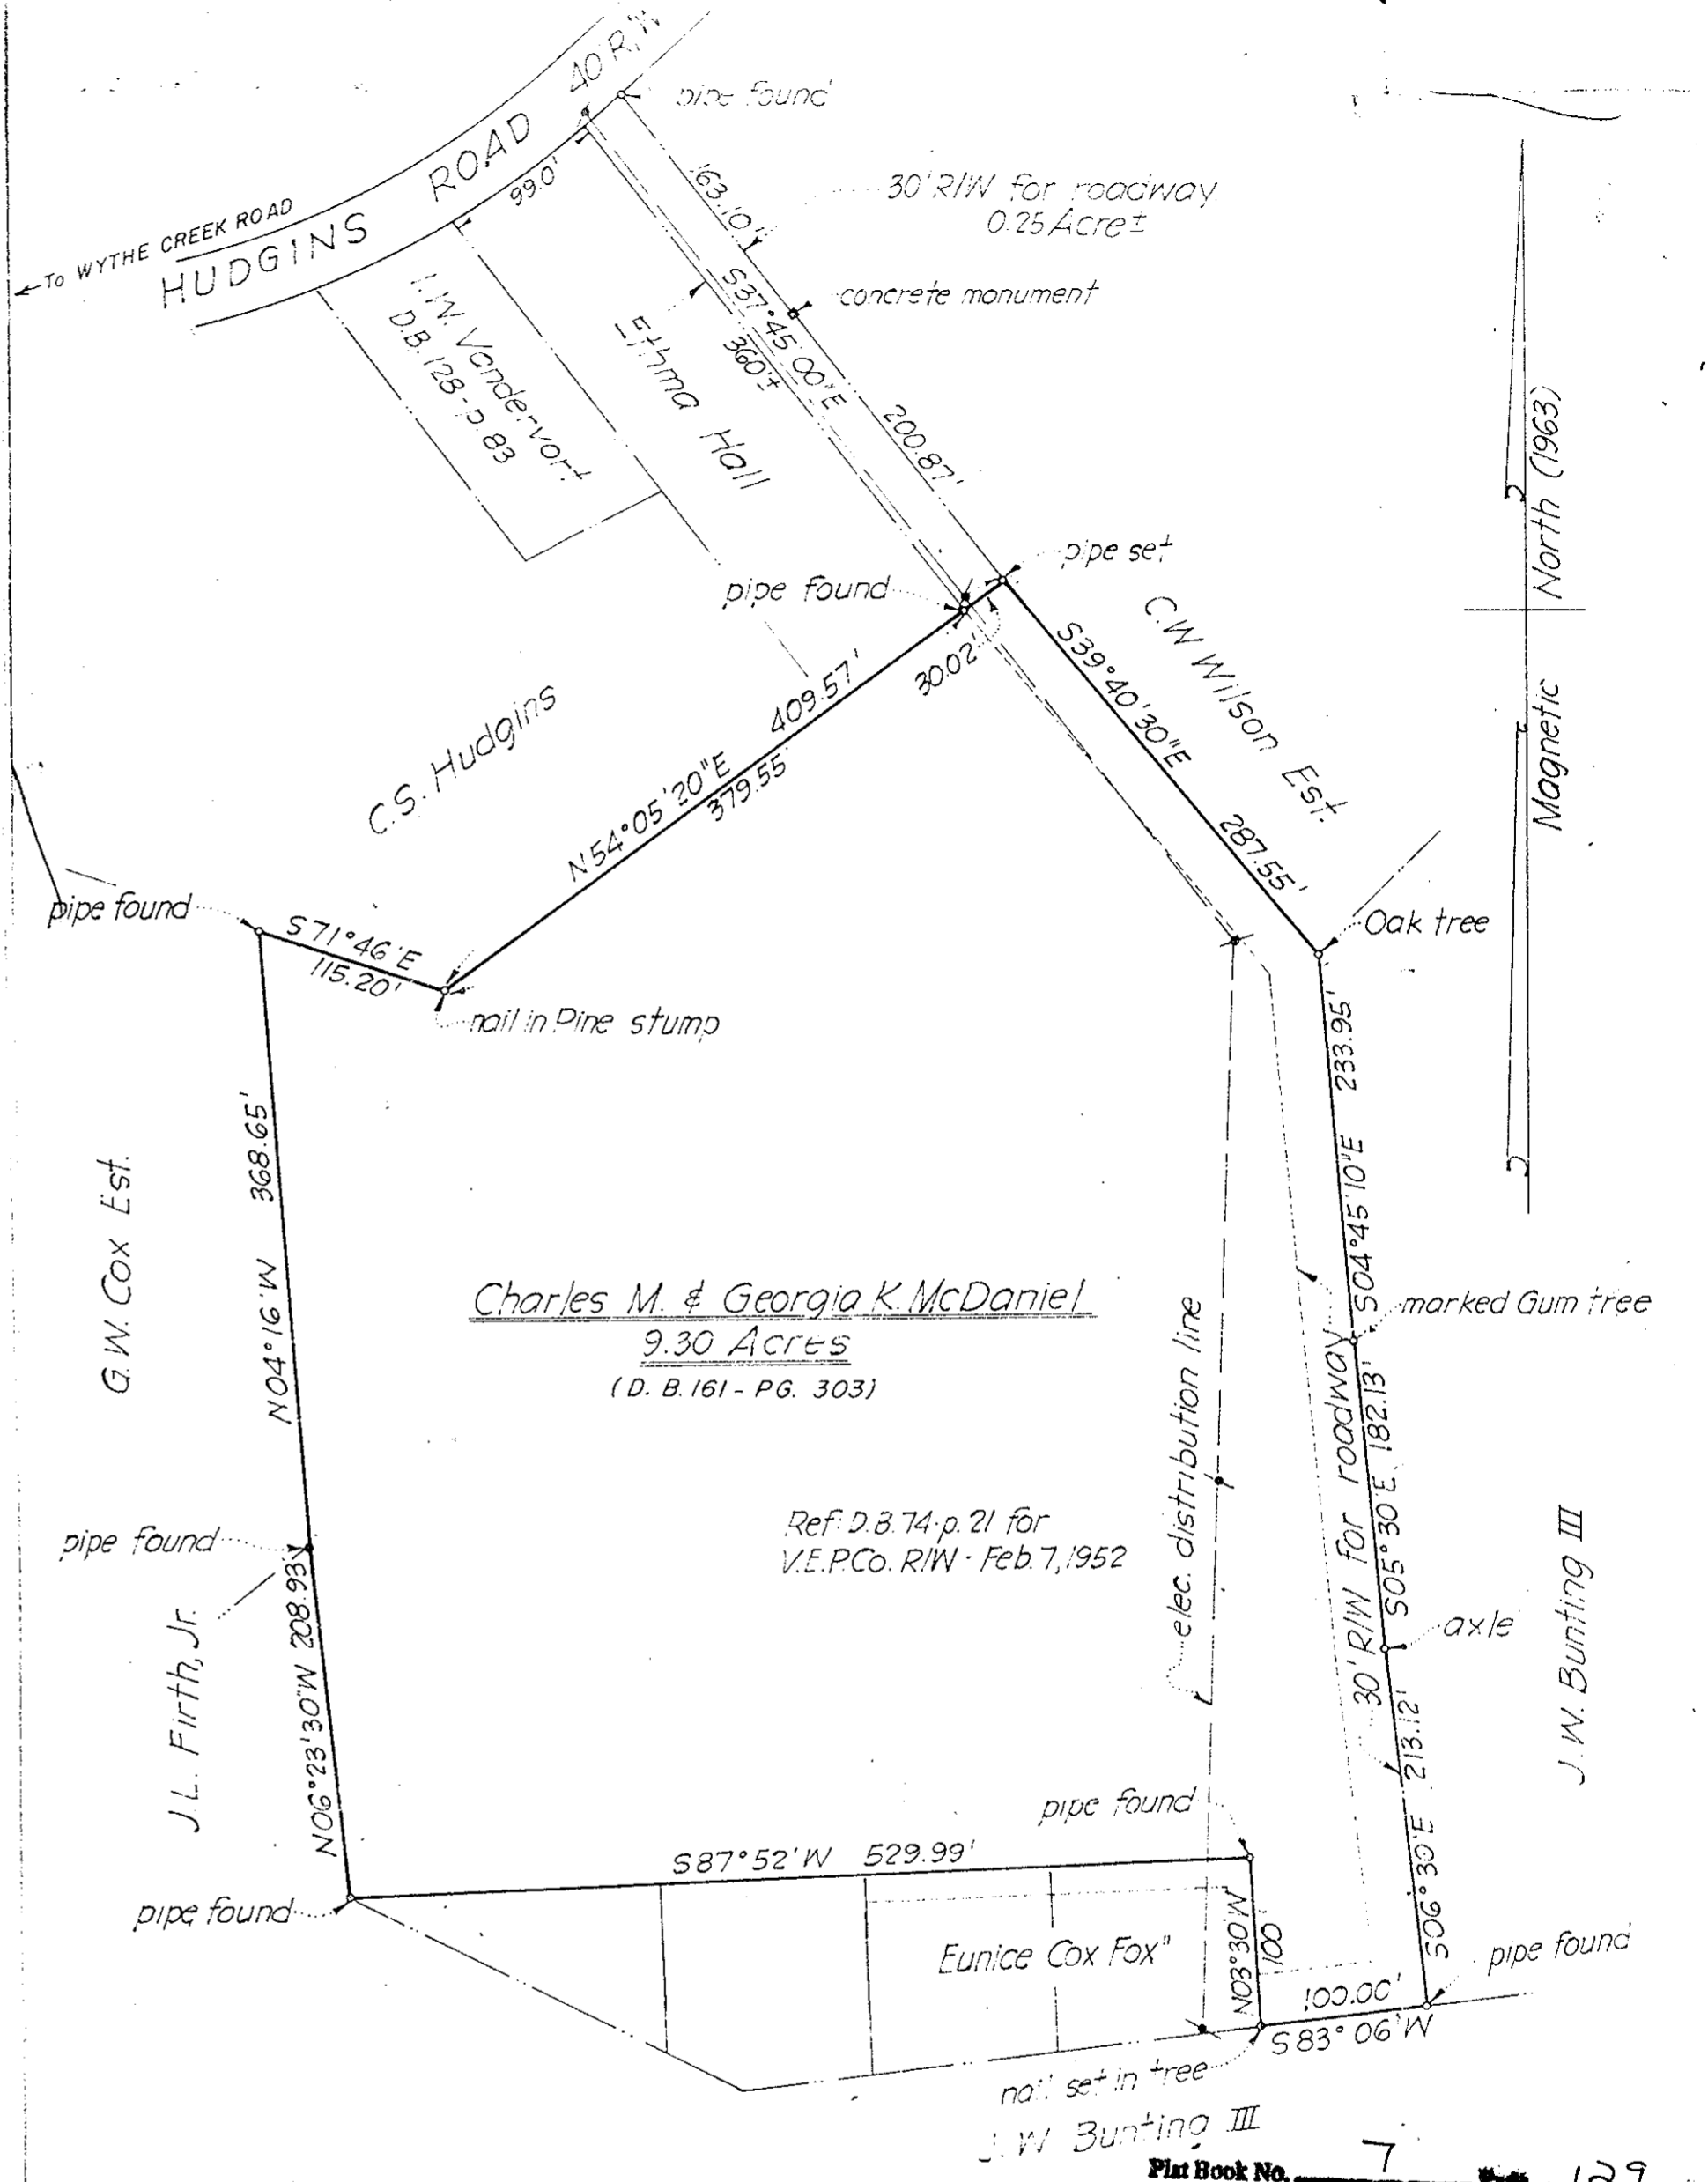 40' R/W
pipe found
HUDGINS ROAD
To WYTHE CREEK ROAD
99.0'
163.10'
30' R/W for roadway
0.25 Acre ±
concrete monument
S37°45'00"E
360'±
200.87'
I.W. Vandervort
D.B. 128 - p. 83
Ethma Hall
pipe set
pipe found
30.02'
C.W. Wilson Est.
S39°40'30"E
287.55'
North (1963)
Magnetic
C.S. Hudgins
N54°05'20"E 409.57'
379.55
pipe found
S71°46'E
115.20'
nail in Pine stump
Oak tree
233.95'
S04°45'10"E
marked Gum tree
N04°16'W 368.65'
G.W. Cox Est.
Charles M. & Georgia K. McDaniel
9.30 Acres
(D. B. 161 - PG. 303)
elec. distribution line
30' R/W for roadway
S05°30'E 182.13'
Ref: D.B. 74 - p. 21 for
V.E.P.Co. R/W - Feb. 7, 1952
pipe found
N06°23'30"W 208.93
J.L. Firth, Jr.
axle
J.W. Bunting III
213.12'
S06°30'E
pipe found
S87°52'W 529.99'
pipe found
Eunice Cox Fox"
N03°30'W
100'
100.00'
S83°06'W
pipe found
nail set in tree
J.W Bunting III
Plat Book No. 7 129